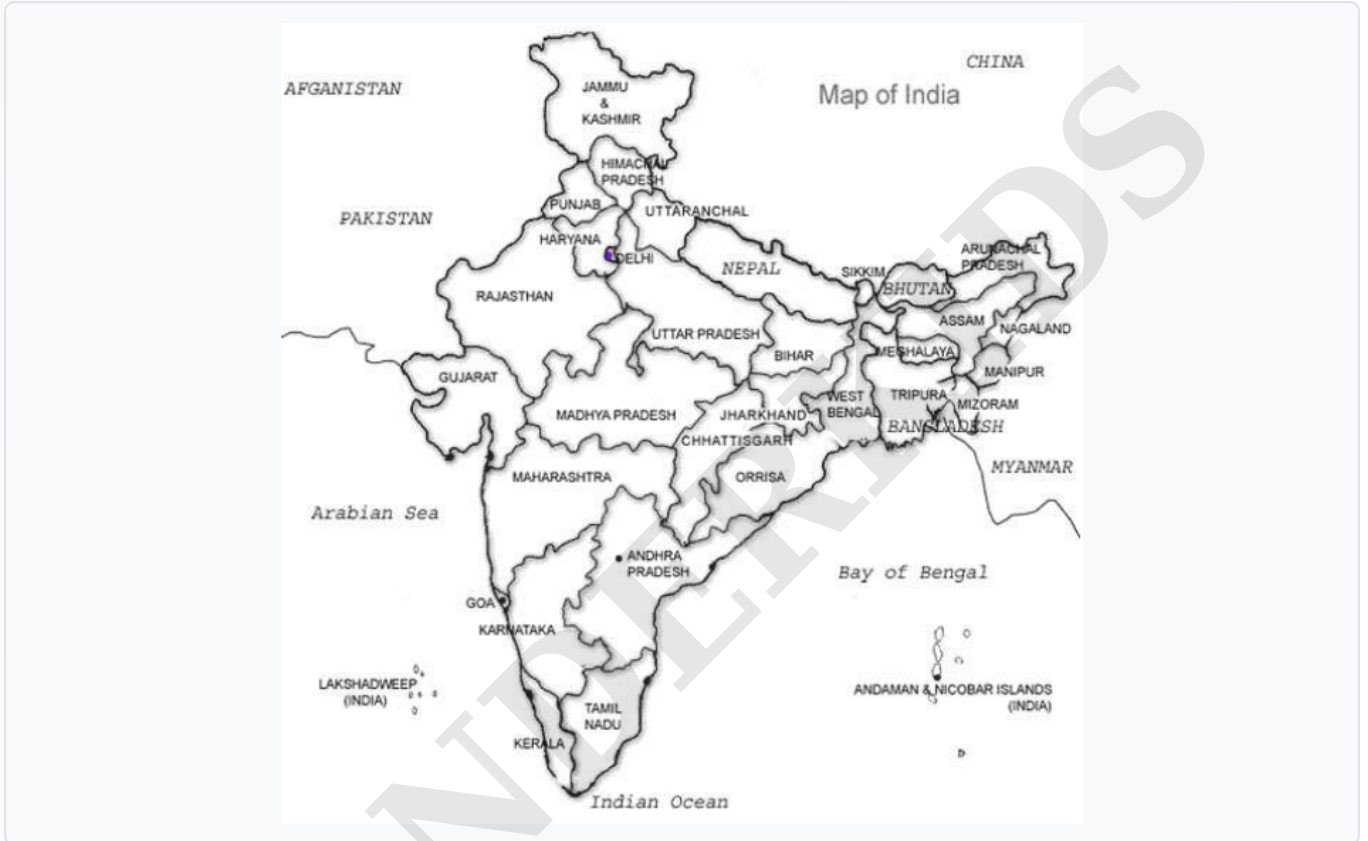 CHINA
AFGANISTAN
Map of India
JAMMU
&
KASHMIR
HIMACHAL
PRADESH
PUNJAB
UTTARANCHAL
PAKISTAN
HARYANA
DELHI
NEPAL
SIKKIM
BHUTAN
ARUNACHAL
PRADESH
RAJASTHAN
UTTAR PRADESH
BIHAR
ASSAM
NAGALAND
MEGHALAYA
MANIPUR
GUJARAT
MADHYA PRADESH
JHARKHAND
WEST
BENGAL
TRIPURA
MIZORAM
BANGLADESH
CHHATTISGARH
MYANMAR
MAHARASHTRA
ORRISA
Arabian Sea
ANDHRA
PRADESH
Bay of Bengal
GOA
KARNATAKA
LAKSHADWEEP
(INDIA)
ANDAMAN & NICOBAR ISLANDS
(INDIA)
TAMIL
NADU
KERALA
Indian Ocean
NDERKIDS